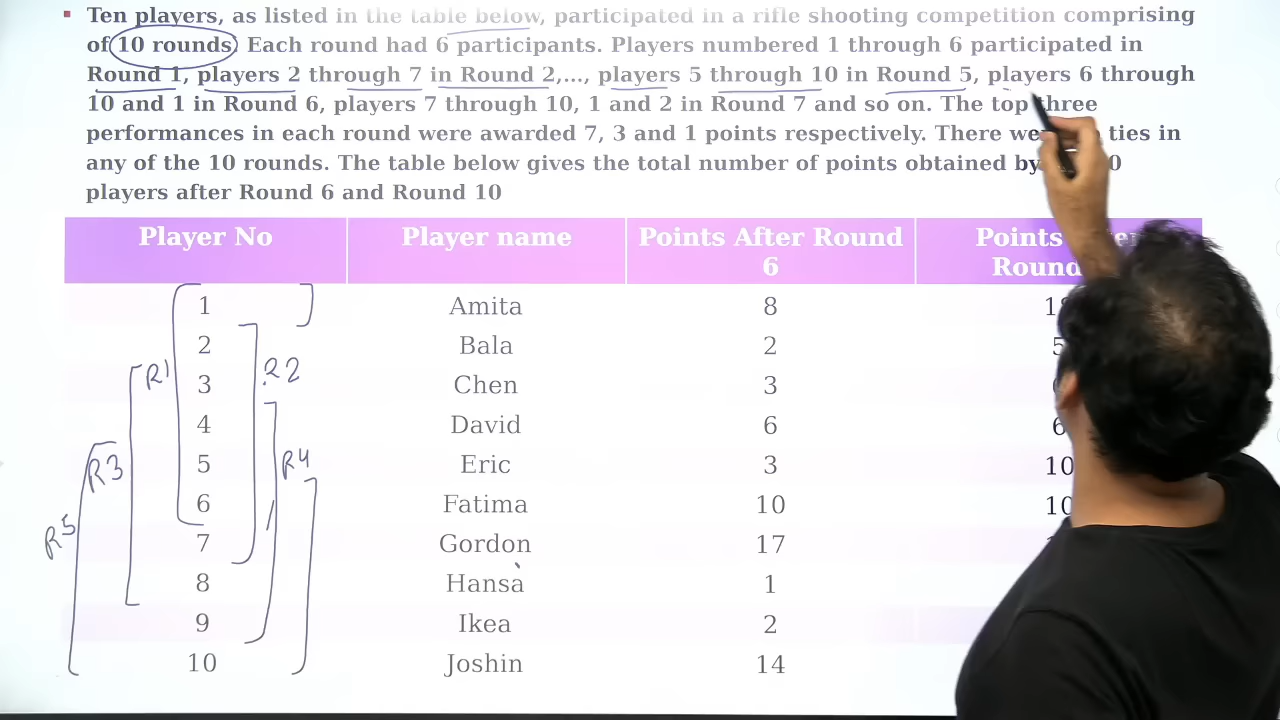 Ten players, as listed in the table below, participated in a rifle shooting competition comprising
of 10 rounds. Each round had 6 participants. Players numbered 1 through 6 participated in
Round 1, players 2 through 7 in Round 2,..., players 5 through 10 in Round 5, players 6 through
10 and 1 in Round 6, players 7 through 10, 1 and 2 in Round 7 and so on. The top three
performances in each round were awarded 7, 3 and 1 points respectively. There ties in
any of the 10 rounds. The table below gives the total number of points obtained by
players after Round 6 and Round 10
Player No Player name Points After Round 6 Points Round
1 Amita 8
2 Bala 2 5
3 Chen 3
4 David 6 6
5 Eric 3 10
6 Fatima 10 10
7 Gordon 17
8 Hansa 1
9 Ikea 2
10 Joshin 14
R1
R2
R3
R4
R5